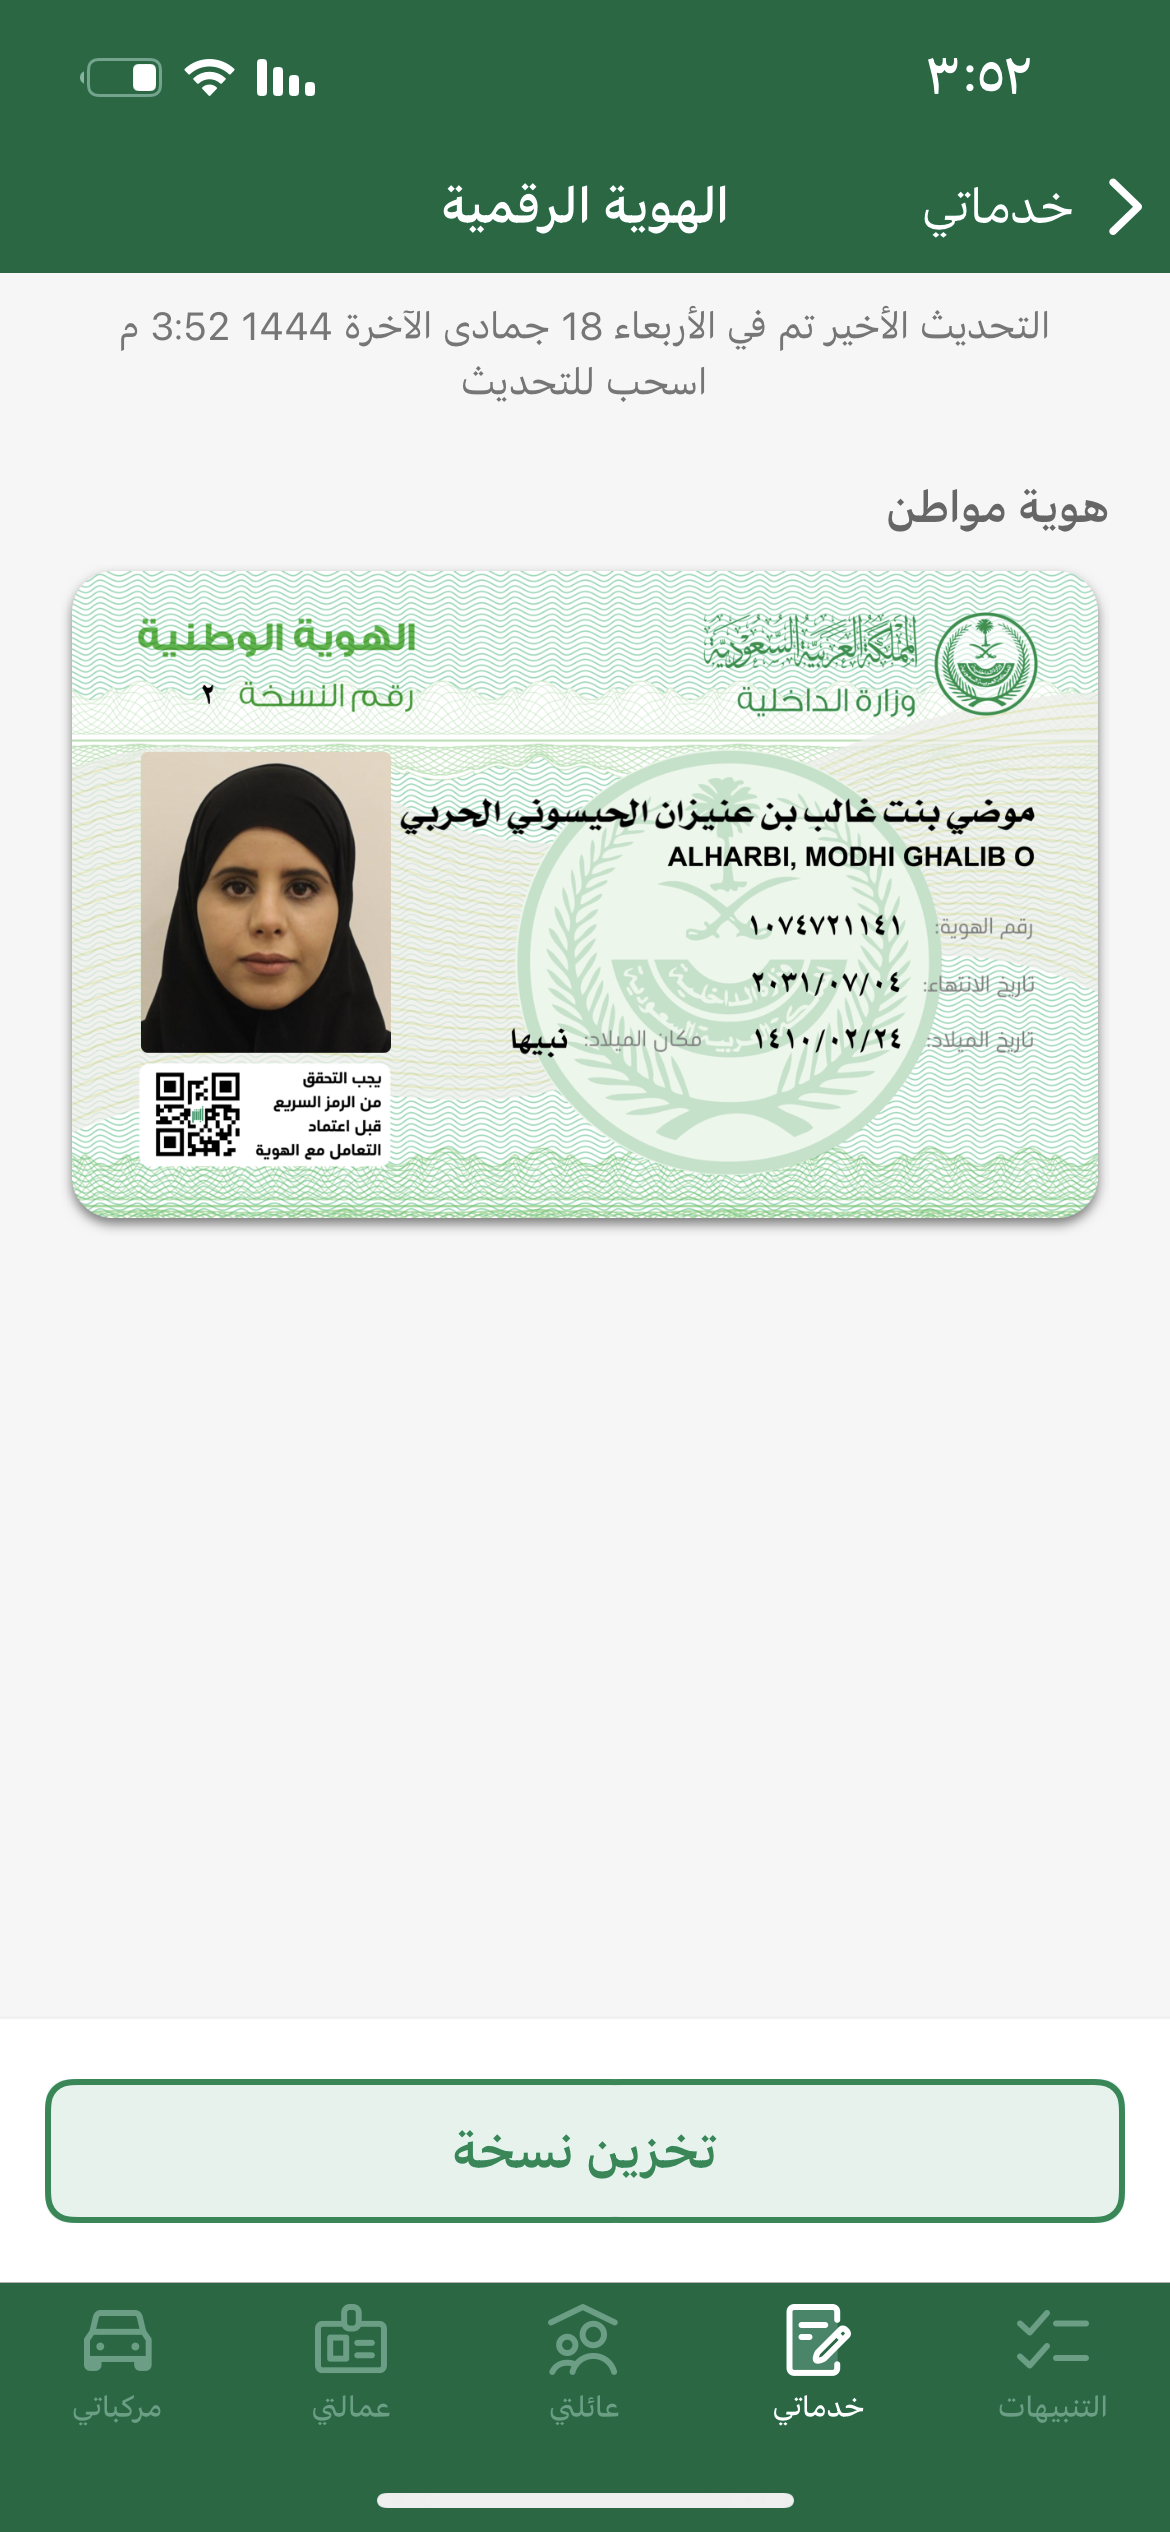 ٣:٥٢
خدماتي
الهوية الرقمية
التحديث الأخير تم في الأربعاء 18 جمادى الآخرة 1444 3:52 م
اسحب للتحديث
هوية مواطن
المملكة العربية السعودية
وزارة الداخلية
الهوية الوطنية
رقم النسخة ٢
موضي بنت غالب بن عنيزان الحيسوني الحربي
ALHARBI, MODHI GHALIB O
رقم الهوية: ١٠٧٤٧٢١١٤١
تاريخ الانتهاء: ٢٠٣١/٠٧/٠٤
تاريخ الميلاد: ١٤١٠/٠٢/٢٤ مكان الميلاد: نبيها
يجب التحقق
من الرمز السريع
قبل اعتماد
التعامل مع الهوية
تخزين نسخة
التنبيهات
خدماتي
عائلتي
عمالتي
مركباتي